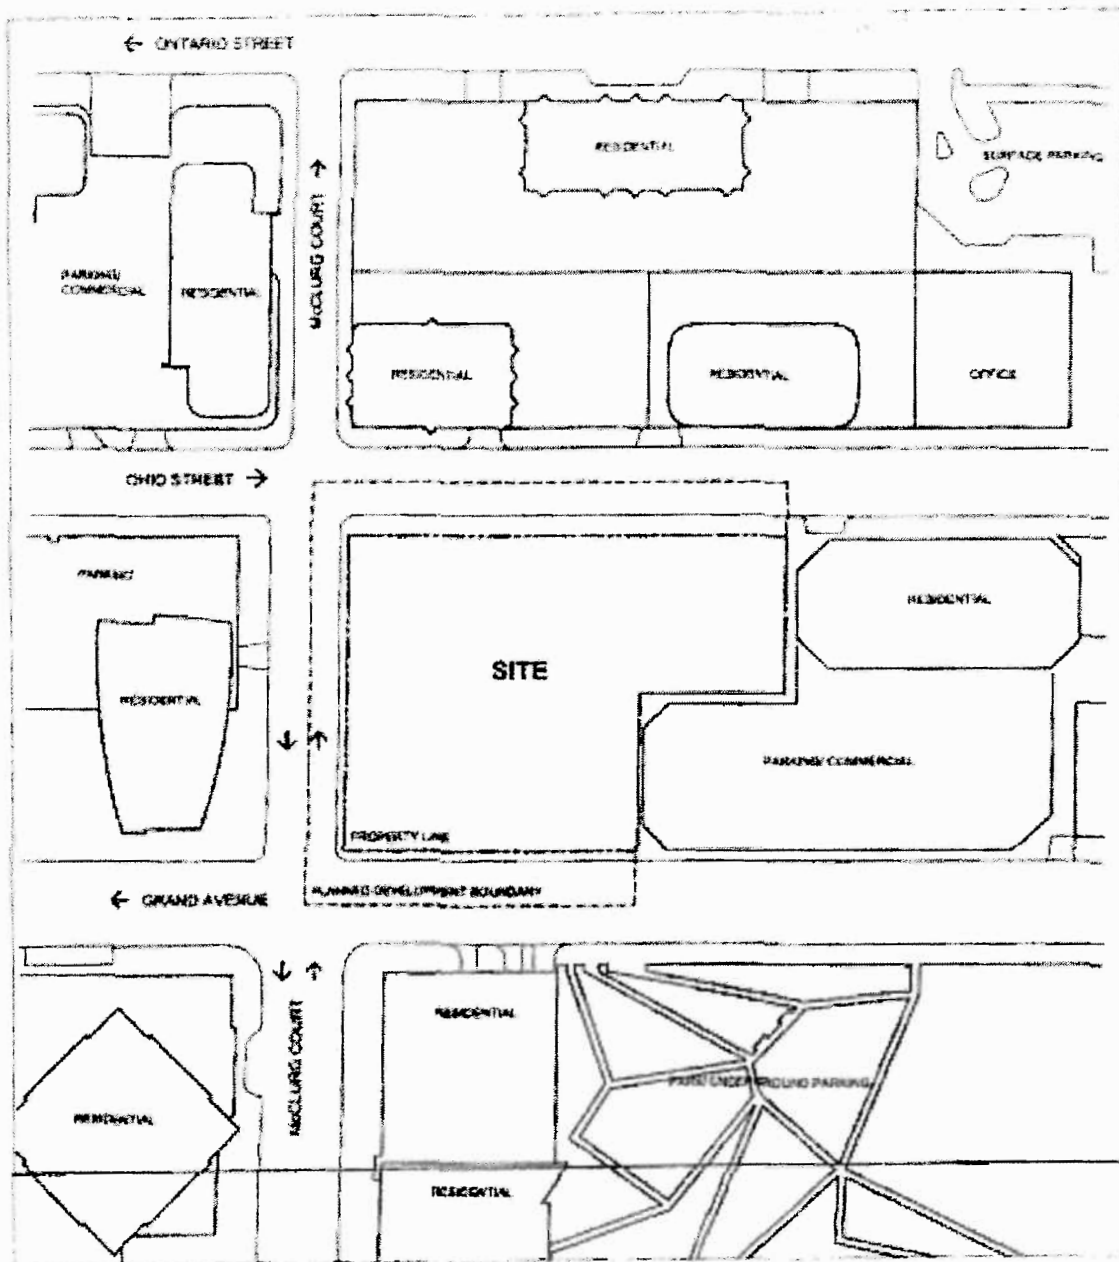 ← ONTARIO STREET
RESIDENTIAL
SURFACE PARKING
McCLURG COURT
PARKING/
COMMERCIAL
RESIDENTIAL
RESIDENTIAL
RESIDENTIAL
OFFICE
OHIO STREET →
PARKING
RESIDENTIAL
SITE
RESIDENTIAL
PARKING/ COMMERCIAL
PROPERTY LINE
PLANNED DEVELOPMENT BOUNDARY
← GRAND AVENUE
RESIDENTIAL
McCLURG COURT
PARK/ UNDERGROUND PARKING
RESIDENTIAL
RESIDENTIAL